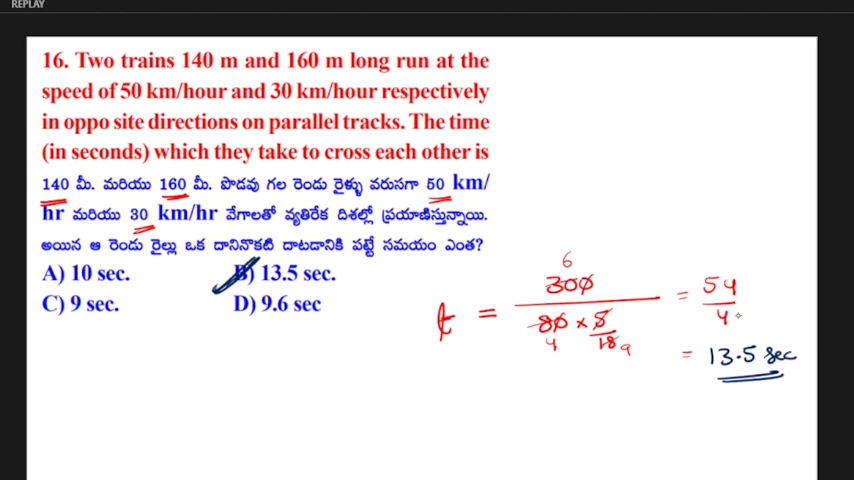 REPLAY
16. Two trains 140 m and 160 m long run at the
speed of 50 km/hour and 30 km/hour respectively
in oppo site directions on parallel tracks. The time
(in seconds) which they take to cross each other is
140 మీ. మరియు 160 మీ. పొడవు గల రెండు రైళ్ళు వరుసగా 50 km/
hr మరియు 30 km/hr వేగాలతో వ్యతిరేక దిశల్లో ప్రయాణిస్తున్నాయి.
అయిన ఆ రెండు రైల్లు ఒక దానినొకటి దాటడానికి పట్టే సమయం ఎంత?
A) 10 sec. B) 13.5 sec.
C) 9 sec. D) 9.6 sec
6
300 54
t = ― = ―
80 × 5 4
4 18 9
= 13.5 sec